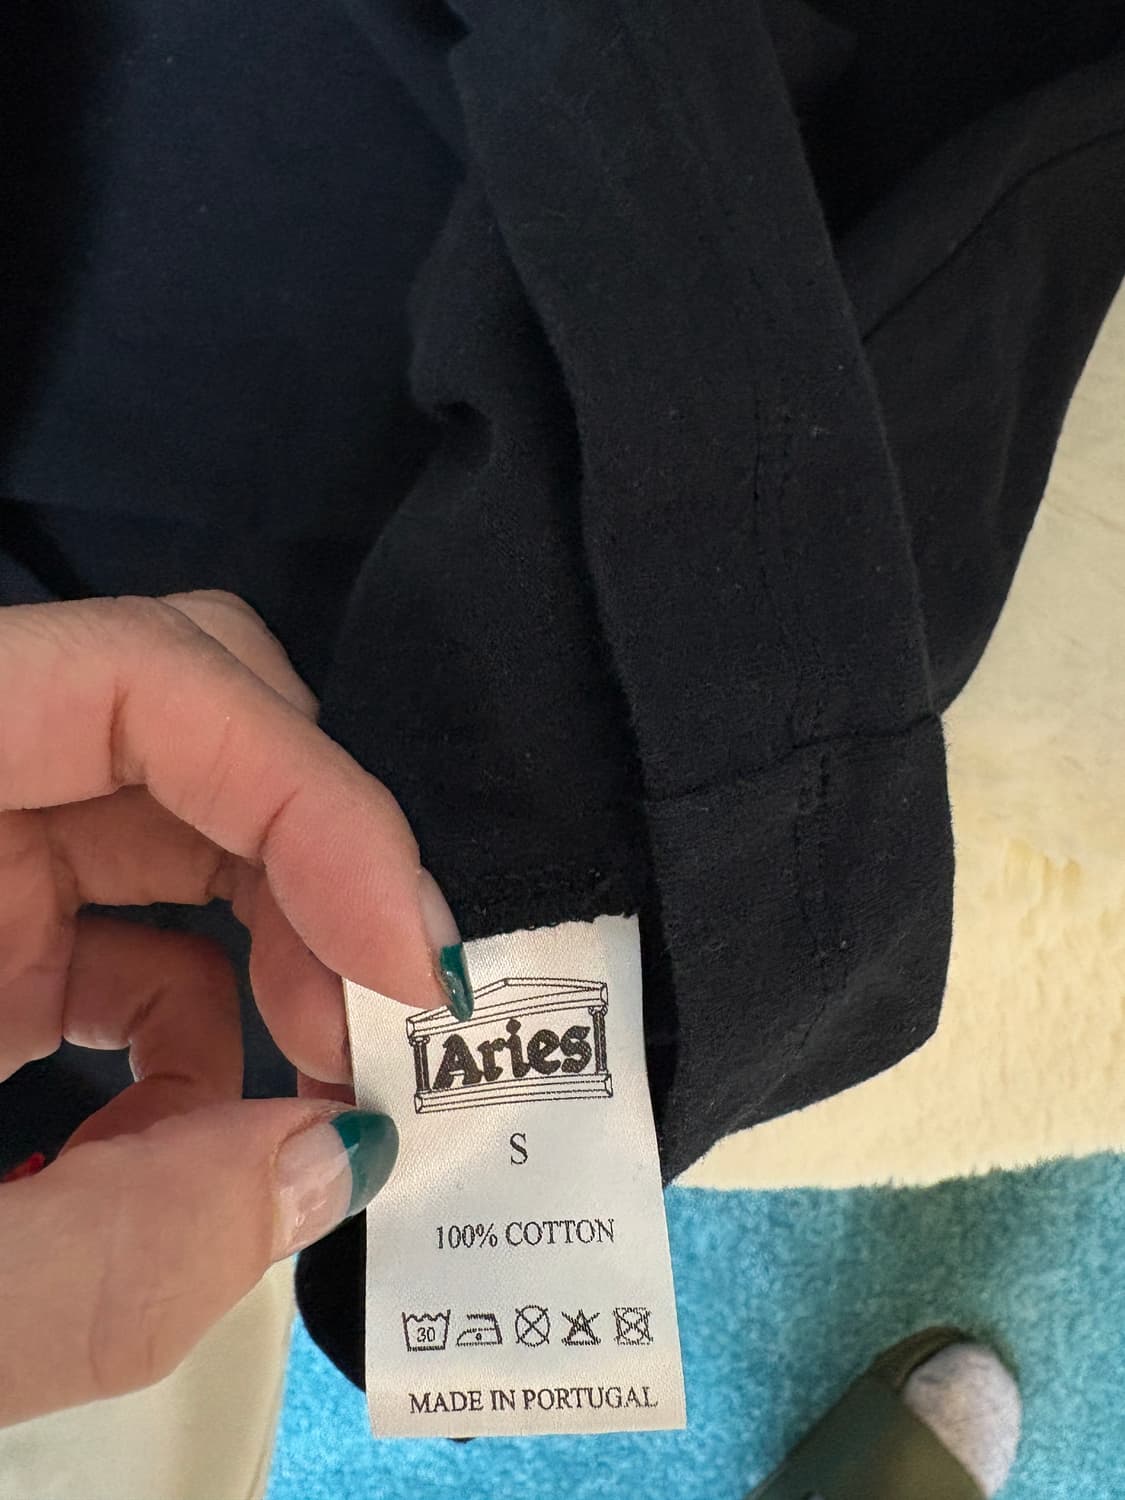 Aries
S
100% COTTON
30
MADE IN PORTUGAL